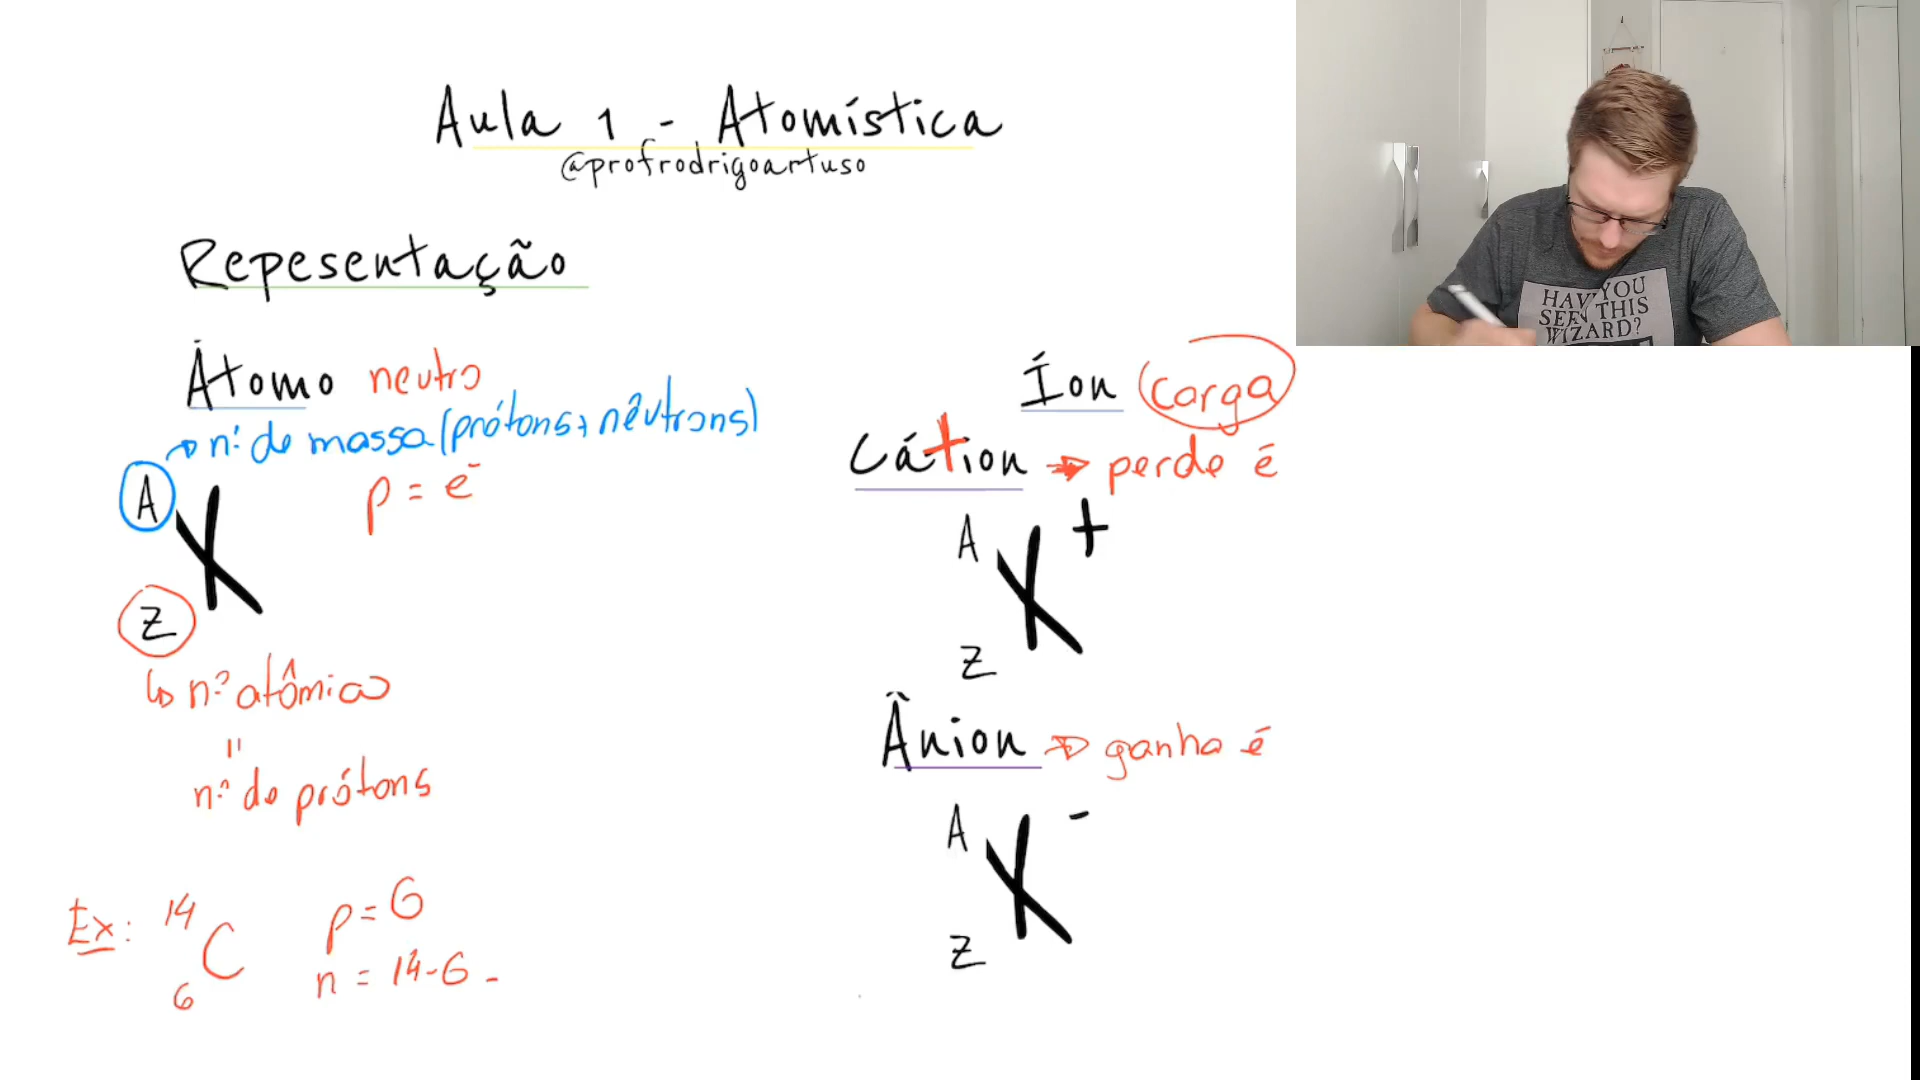 Aula 1 - Atomística
@profrodrigoartuso
Repesentação
Átomo neutro
nº de massa (prótons + nêutrons)
A
X
p = e-
Z
nº atômico
=
nº de prótons
Ex: 14
C
6
p = 6
n = 14 - 6 -
HAVE YOU
SEEN THIS
WIZARD?
Íon carga
Cátion → perde é
A
X
+
Z
Ânion → ganha é
A
X
-
Z